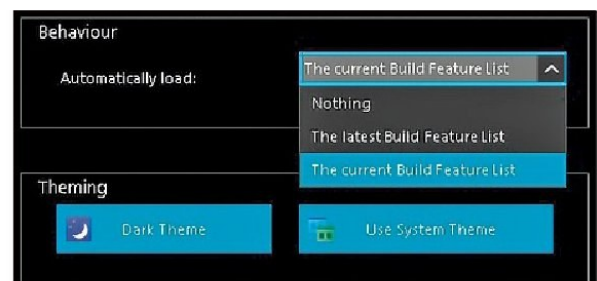 Behaviour
Automatically load:
The current Build Feature List
Nothing
The latest Build Feature List
The current Build Feature List
Theming
Dark Theme
Use System Theme